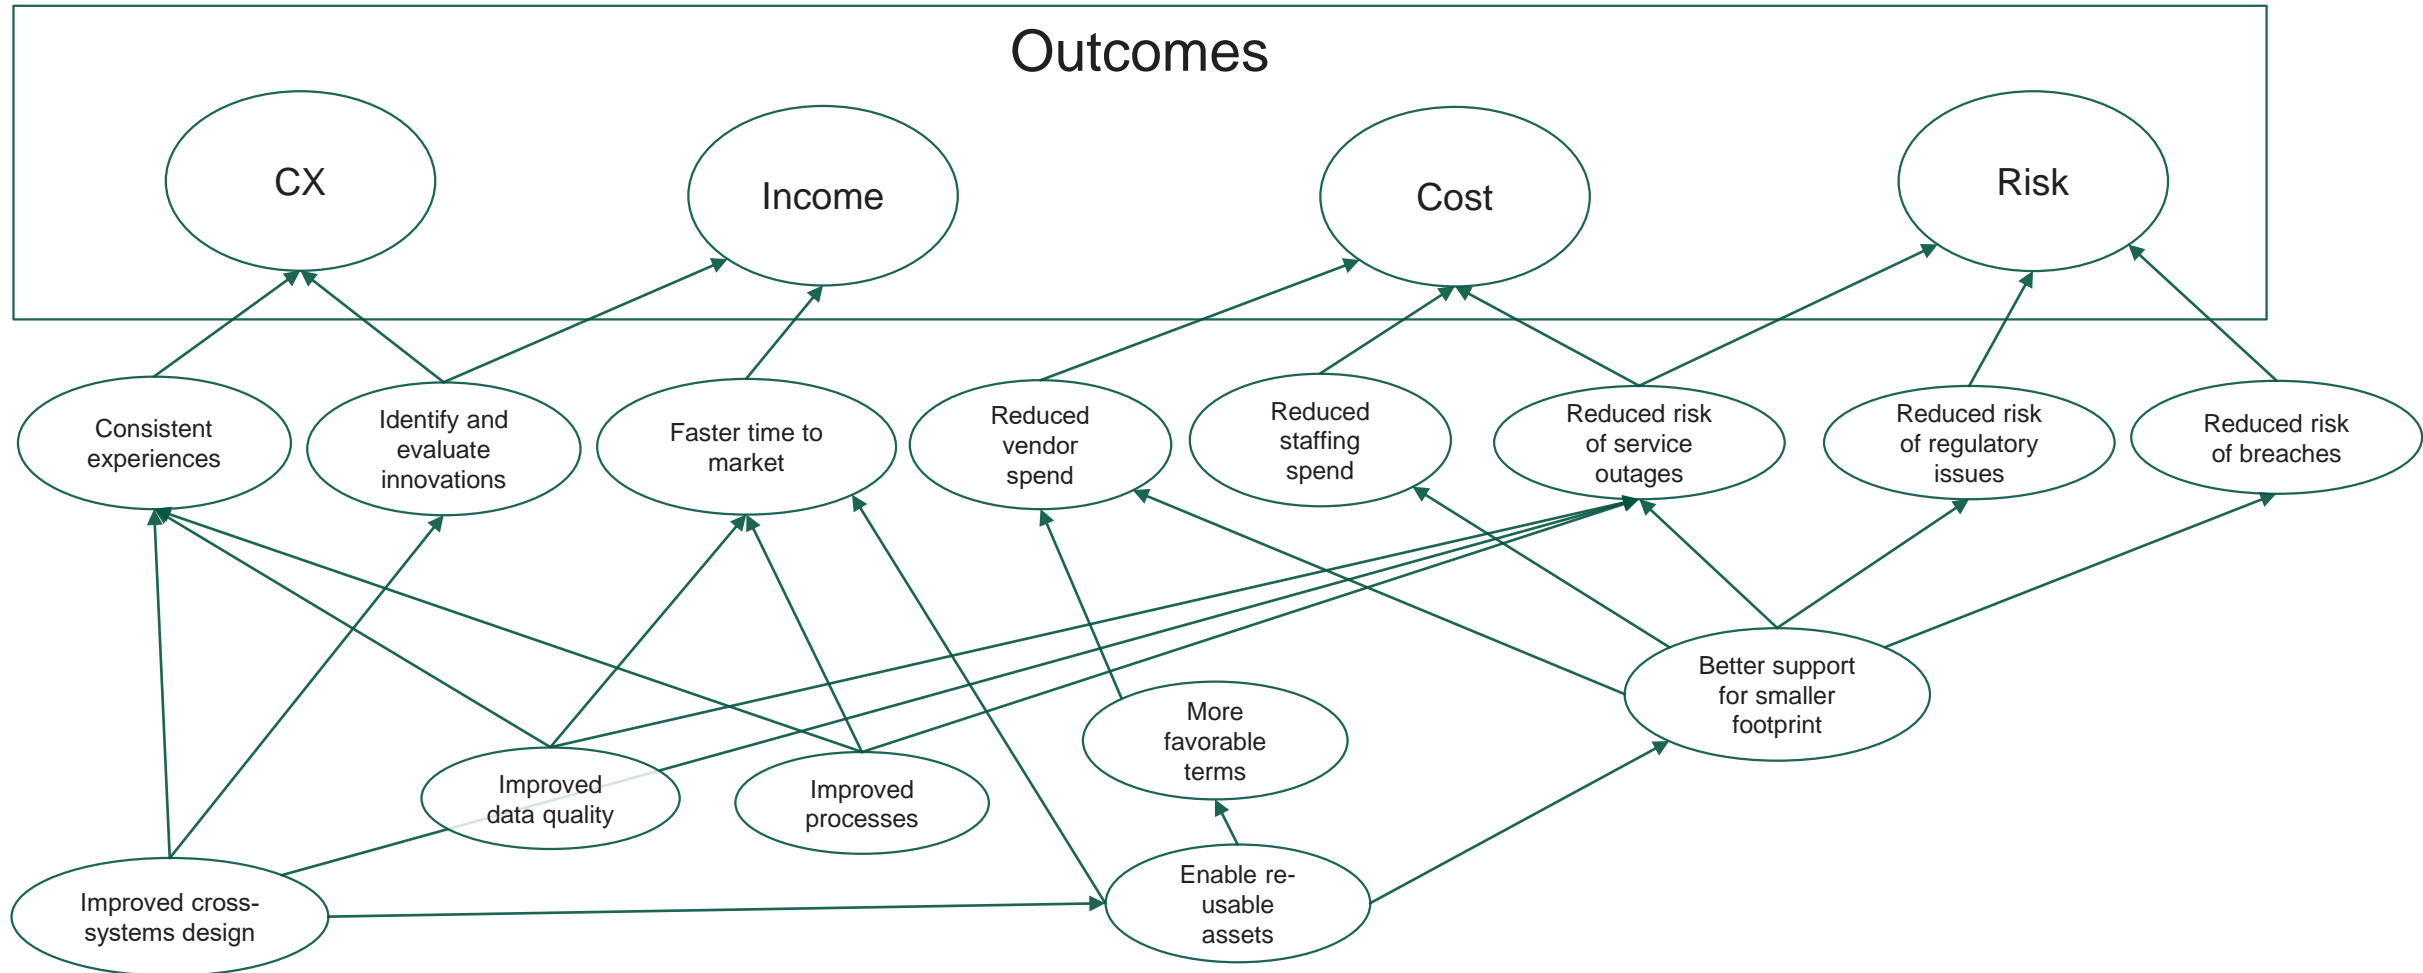 Outcomes
CX
Income
Cost
Risk
Consistent
experiences
Identify and
evaluate
innovations
Faster time to
market
Reduced
vendor
spend
Reduced
staffing
spend
Reduced risk
of service
outages
Reduced risk
of regulatory
issues
Reduced risk
of breaches
Better support
for smaller
footprint
More
favorable
terms
Improved
data quality
Improved
processes
Improved cross-
systems design
Enable re-
usable
assets